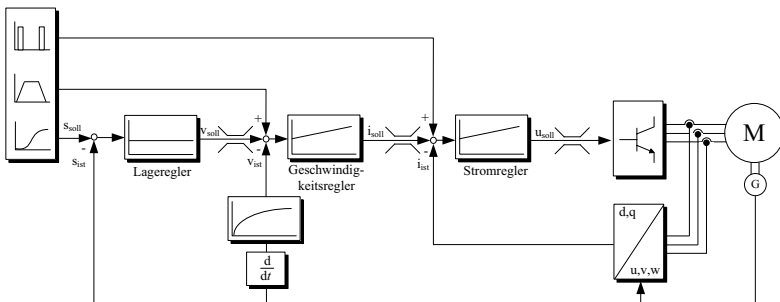 s_soll
s_ist
-
Lageregler
v_soll
+
-
v_ist
Geschwindig-
keitsregler
i_soll
+
-
i_ist
Stromregler
u_soll
M
G
d,q
u,v,w
d
dt